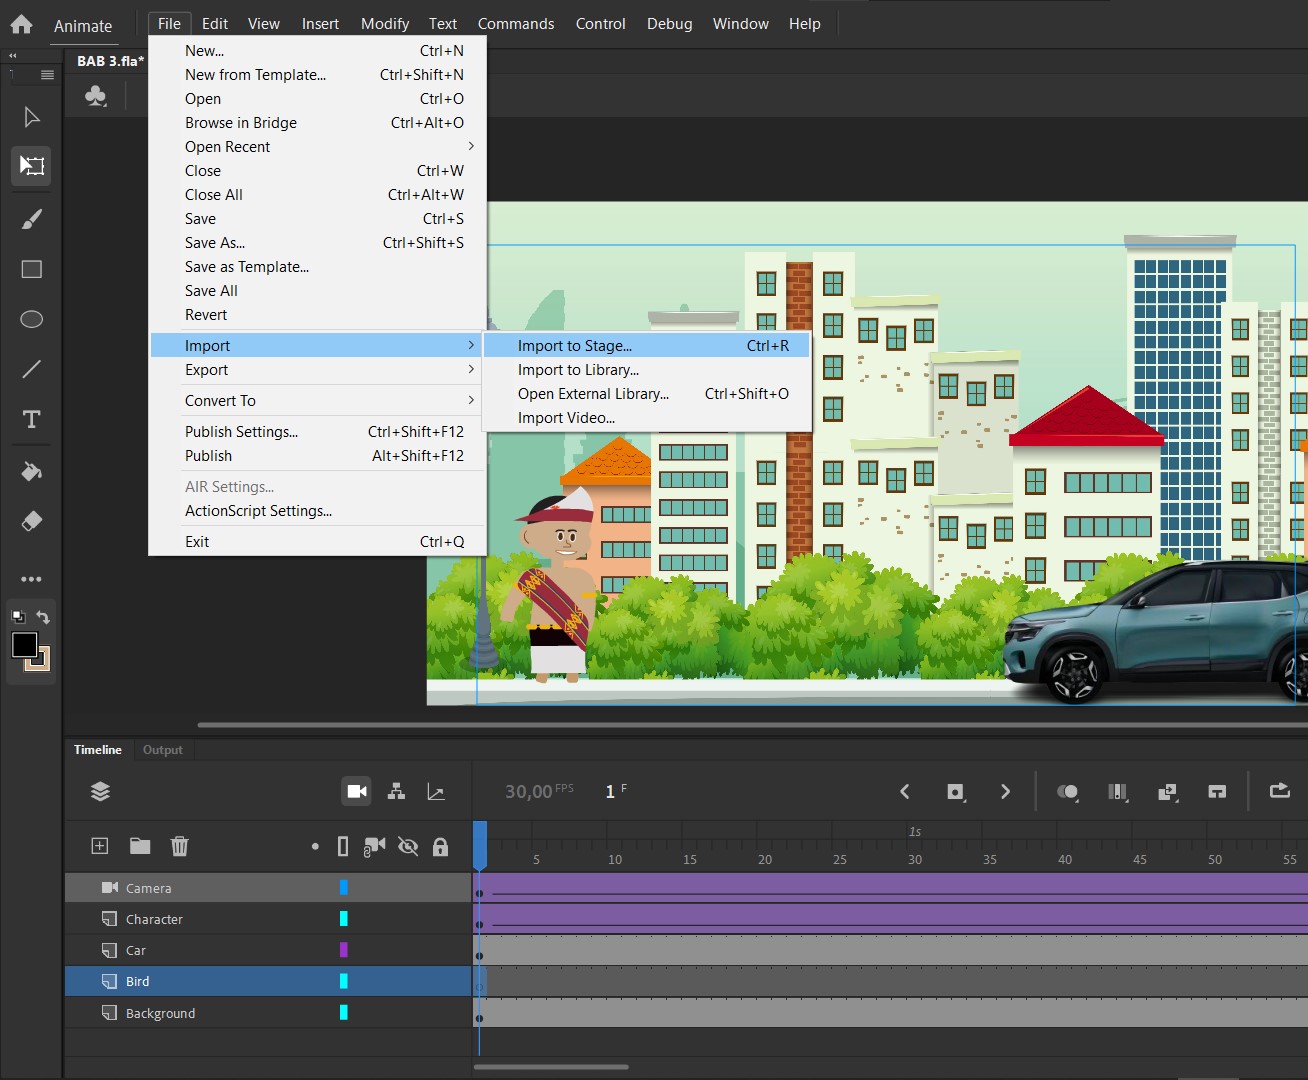 Animate File Edit View Insert Modify Text Commands Control Debug Window Help
BAB 3.fla*
New... Ctrl+N
New from Template... Ctrl+Shift+N
Open Ctrl+O
Browse in Bridge Ctrl+Alt+O
Open Recent
Close Ctrl+W
Close All Ctrl+Alt+W
Save Ctrl+S
Save As... Ctrl+Shift+S
Save as Template...
Save All
Revert
Import
Export
Convert To
Publish Settings... Ctrl+Shift+F12
Publish Alt+Shift+F12
AIR Settings...
ActionScript Settings...
Exit Ctrl+Q
Import to Stage... Ctrl+R
Import to Library...
Open External Library... Ctrl+Shift+O
Import Video...
Timeline Output
30,00 FPS 1 F
1s
5 10 15 20 25 30 35 40 45 50 55
Camera
Character
Car
Bird
Background